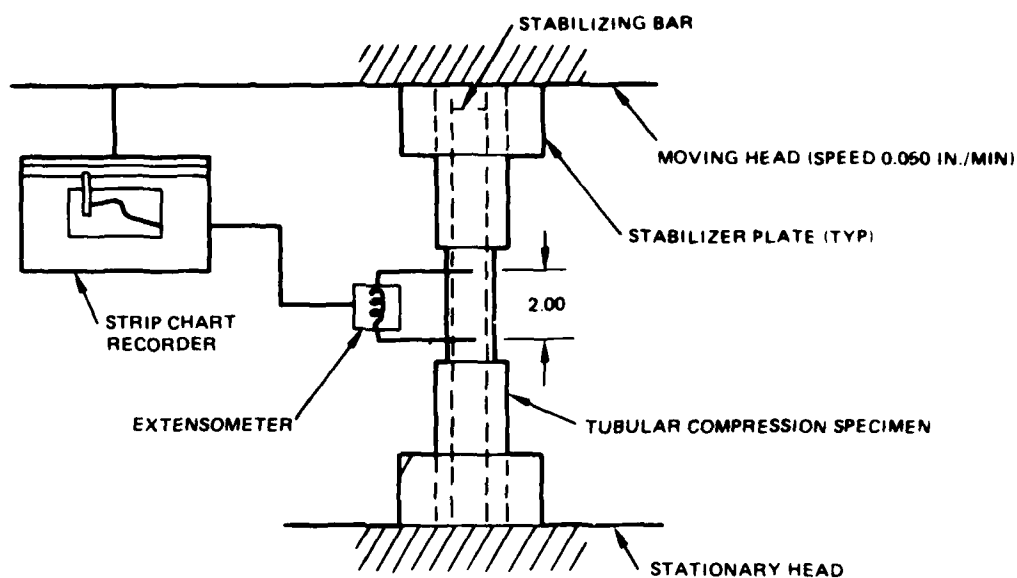 STABILIZING BAR
MOVING HEAD (SPEED 0.050 IN./MIN)
STABILIZER PLATE (TYP)
2.00
STRIP CHART
RECORDER
EXTENSOMETER
TUBULAR COMPRESSION SPECIMEN
STATIONARY HEAD